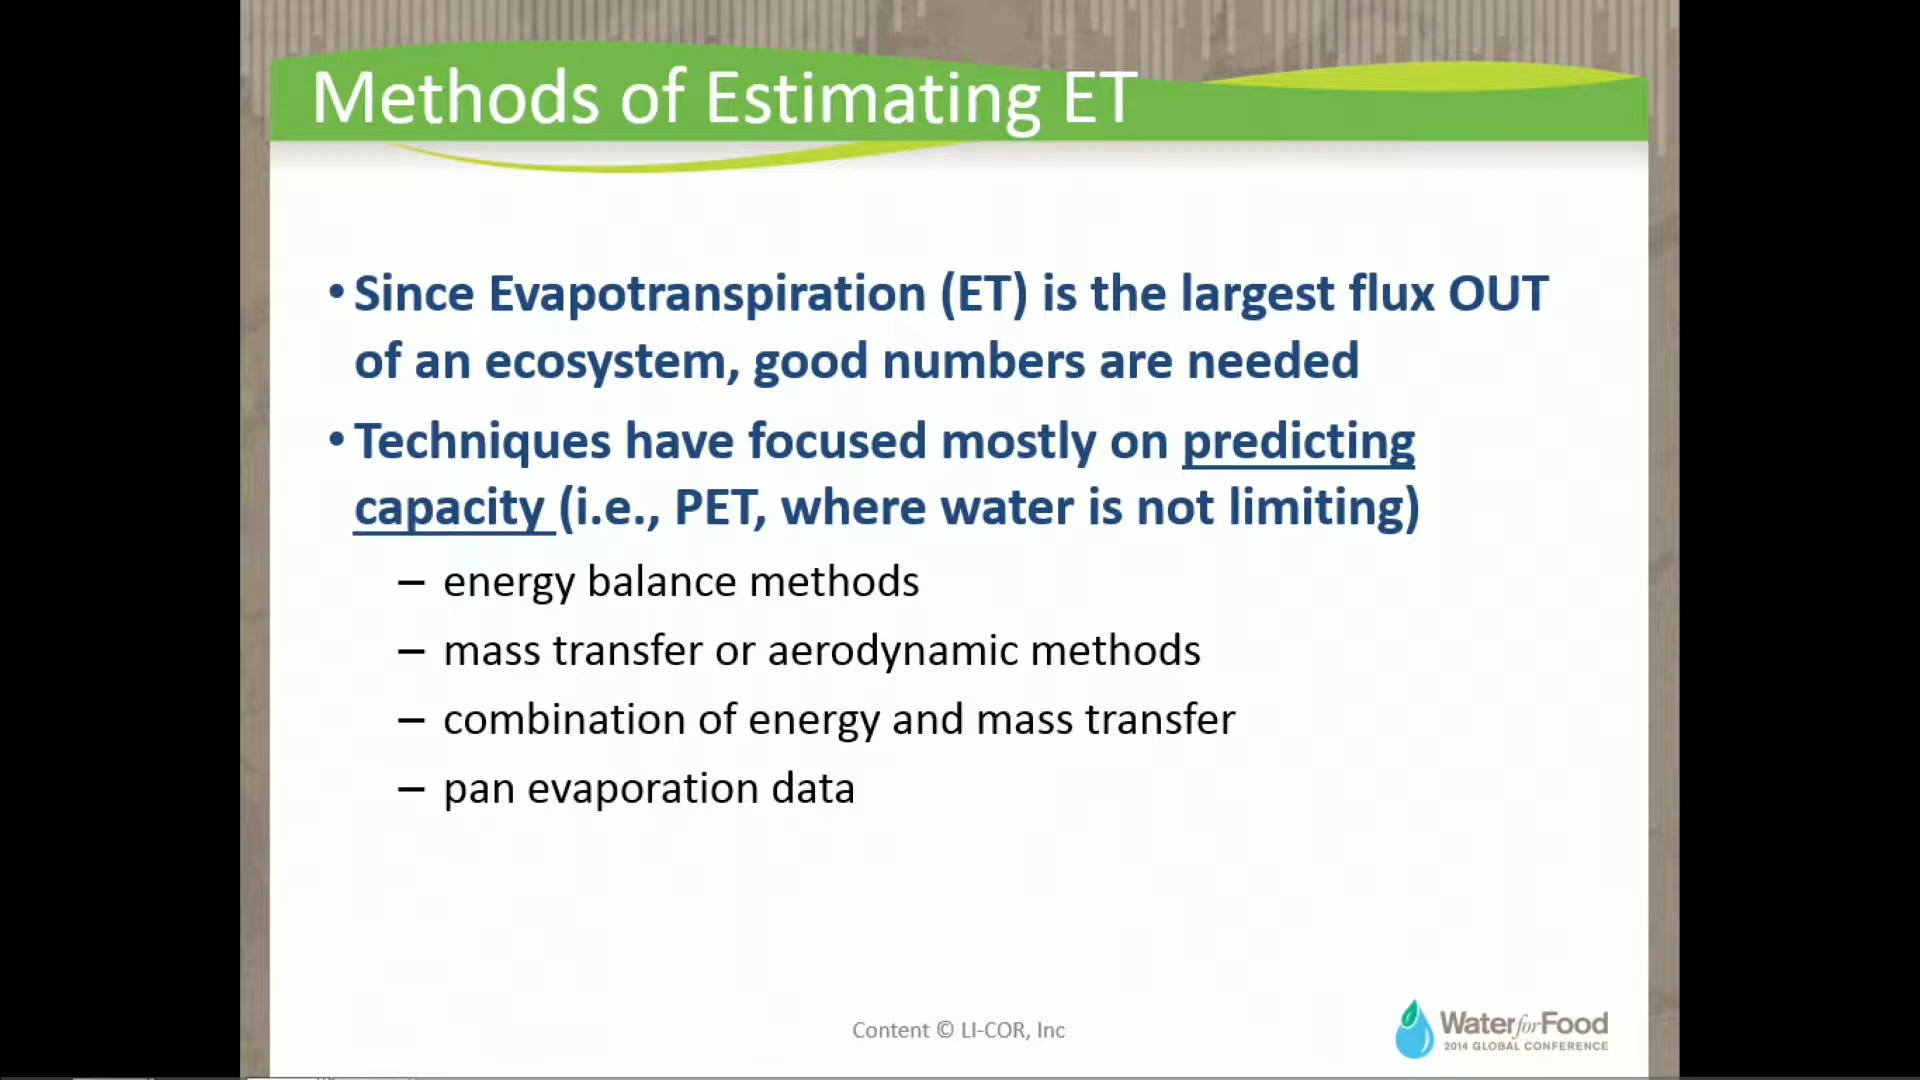 Methods of Estimating ET
• Since Evapotranspiration (ET) is the largest flux OUT
of an ecosystem, good numbers are needed
• Techniques have focused mostly on predicting
capacity (i.e., PET, where water is not limiting)
– energy balance methods
– mass transfer or aerodynamic methods
– combination of energy and mass transfer
– pan evaporation data
Content © LI-COR, Inc
Water for Food
2014 GLOBAL CONFERENCE